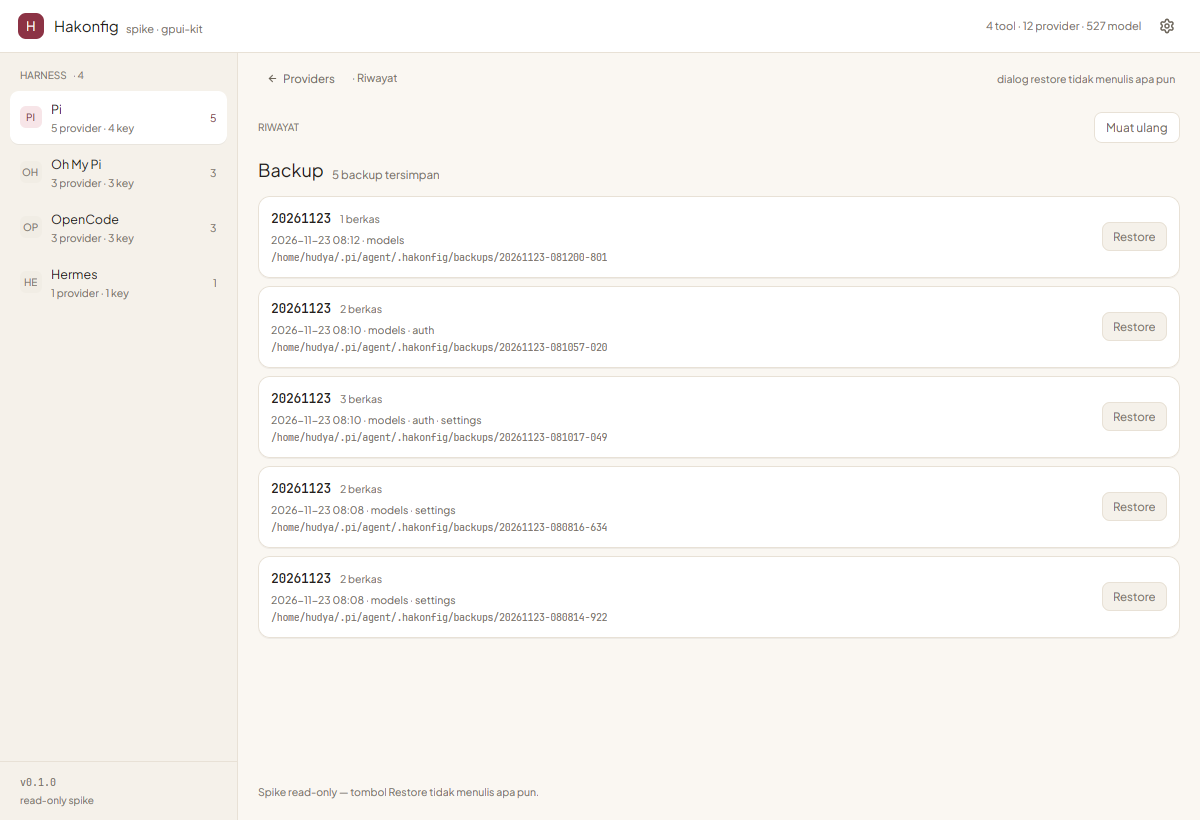 H Hakonfig spike · gpui-kit
4 tool · 12 provider · 527 model
HARNESS · 4
PI Pi 5
5 provider · 4 key
OH Oh My Pi 3
3 provider · 3 key
OP OpenCode 3
3 provider · 3 key
HE Hermes 1
1 provider · 1 key
v0.1.0
read-only spike
← Providers · Riwayat
dialog restore tidak menulis apa pun
RIWAYAT
Muat ulang
Backup 5 backup tersimpan
20261123 1 berkas
2026-11-23 08:12 · models
/home/hudya/.pi/agent/.hakonfig/backups/20261123-081200-801
Restore
20261123 2 berkas
2026-11-23 08:10 · models · auth
/home/hudya/.pi/agent/.hakonfig/backups/20261123-081057-020
Restore
20261123 3 berkas
2026-11-23 08:10 · models · auth · settings
/home/hudya/.pi/agent/.hakonfig/backups/20261123-081017-049
Restore
20261123 2 berkas
2026-11-23 08:08 · models · settings
/home/hudya/.pi/agent/.hakonfig/backups/20261123-080816-634
Restore
20261123 2 berkas
2026-11-23 08:08 · models · settings
/home/hudya/.pi/agent/.hakonfig/backups/20261123-080814-922
Restore
Spike read-only — tombol Restore tidak menulis apa pun.